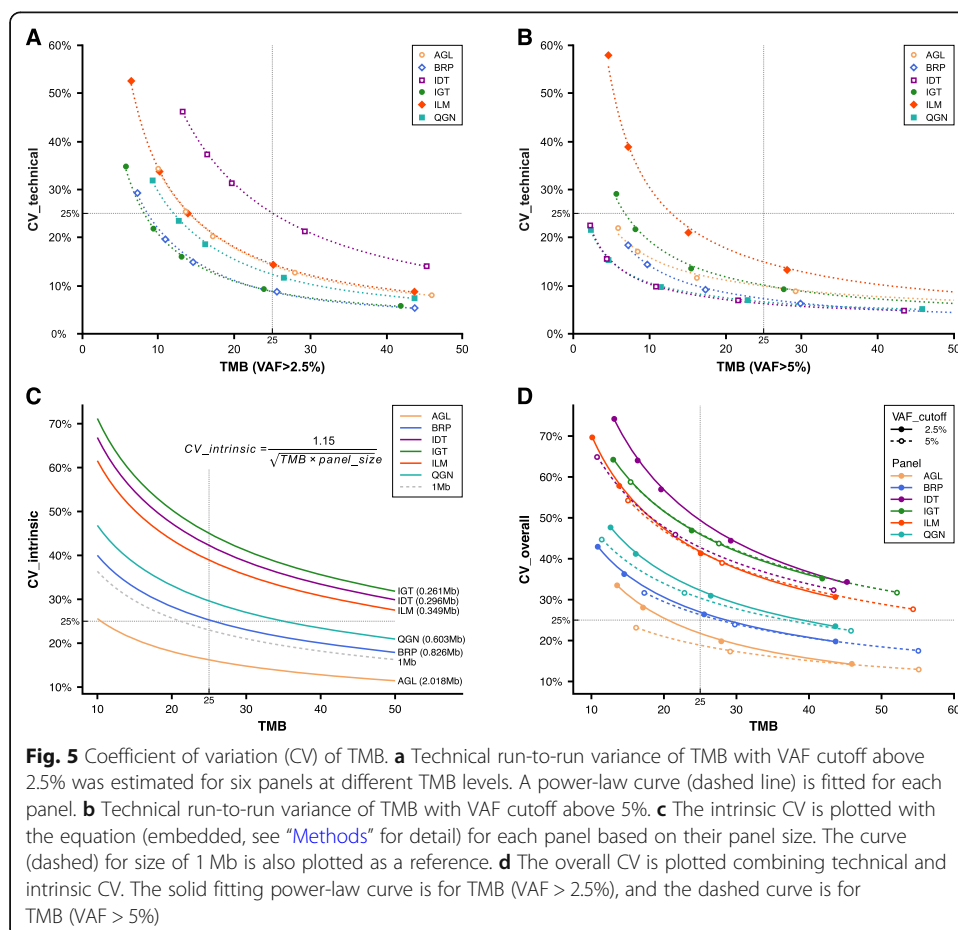 A
60%
50%
40%
30%
25%
20%
10%
0%
CV_technical
AGL
BRP
IDT
IGT
ILM
QGN
0 10 20 25 30 40 50
TMB (VAF>2.5%)
B
60%
50%
40%
30%
25%
20%
10%
0%
CV_technical
AGL
BRP
IDT
IGT
ILM
QGN
0 10 20 25 30 40 50
TMB (VAF>5%)
C
70%
60%
50%
40%
30%
25%
20%
10%
CV_intrinsic
CV_intrinsic = 1.15 / √TMB × panel_size
AGL
BRP
IDT
IGT
ILM
QGN
1Mb
IGT (0.261Mb)
IDT (0.296Mb)
ILM (0.349Mb)
QGN (0.603Mb)
BRP (0.826Mb)
1Mb
AGL (2.018Mb)
10 20 25 30 40 50
TMB
D
70%
60%
50%
40%
30%
25%
20%
10%
CV_overall
VAF_cutoff
2.5%
5%
Panel
AGL
BRP
IDT
IGT
ILM
QGN
10 20 25 30 40 50 60
TMB
Fig. 5 Coefficient of variation (CV) of TMB. a Technical run-to-run variance of TMB with VAF cutoff above
2.5% was estimated for six panels at different TMB levels. A power-law curve (dashed line) is fitted for each
panel. b Technical run-to-run variance of TMB with VAF cutoff above 5%. c The intrinsic CV is plotted with
the equation (embedded, see “Methods” for detail) for each panel based on their panel size. The curve
(dashed) for size of 1 Mb is also plotted as a reference. d The overall CV is plotted combining technical and
intrinsic CV. The solid fitting power-law curve is for TMB (VAF > 2.5%), and the dashed curve is for
TMB (VAF > 5%)